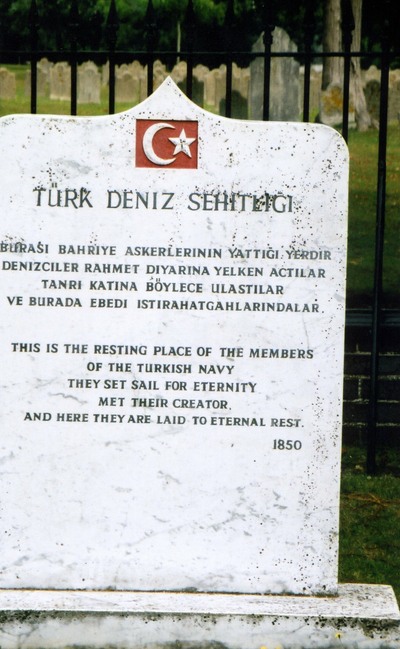 TÜRK DENIZ SEHITLIGI
BURASI BAHRIYE ASKERLERININ YATTIĞI YERDIR
DENIZCILER RAHMET DIYARINA YELKEN ACTILAR
TANRI KATINA BÖYLECE ULASTILAR
VE BURADA EBEDI ISTIRAHATGAHLARINDALAR
THIS IS THE RESTING PLACE OF THE MEMBERS
OF THE TURKISH NAVY
THEY SET SAIL FOR ETERNITY
MET THEIR CREATOR,
AND HERE THEY ARE LAID TO ETERNAL REST.
1850